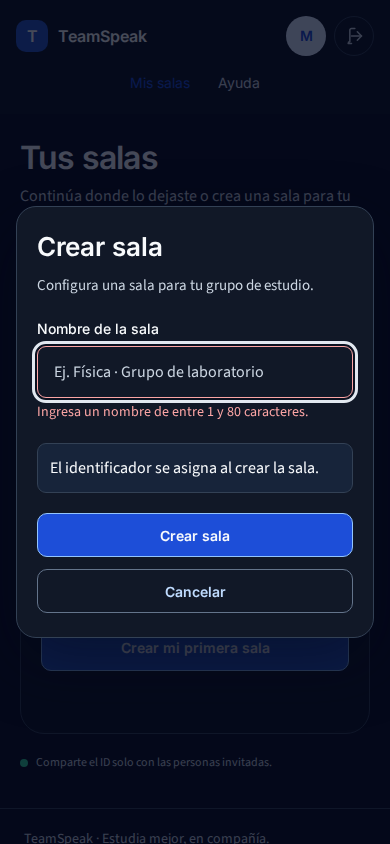 T TeamSpeak M
Mis salas Ayuda
Tus salas
Continúa donde lo dejaste o crea una sala para tu
Crear sala
Configura una sala para tu grupo de estudio.
Nombre de la sala
Ej. Física · Grupo de laboratorio
Ingresa un nombre de entre 1 y 80 caracteres.
El identificador se asigna al crear la sala.
Crear sala
Cancelar
Crear mi primera sala
Comparte el ID solo con las personas invitadas.
TeamSpeak · Estudia mejor, en compañía.